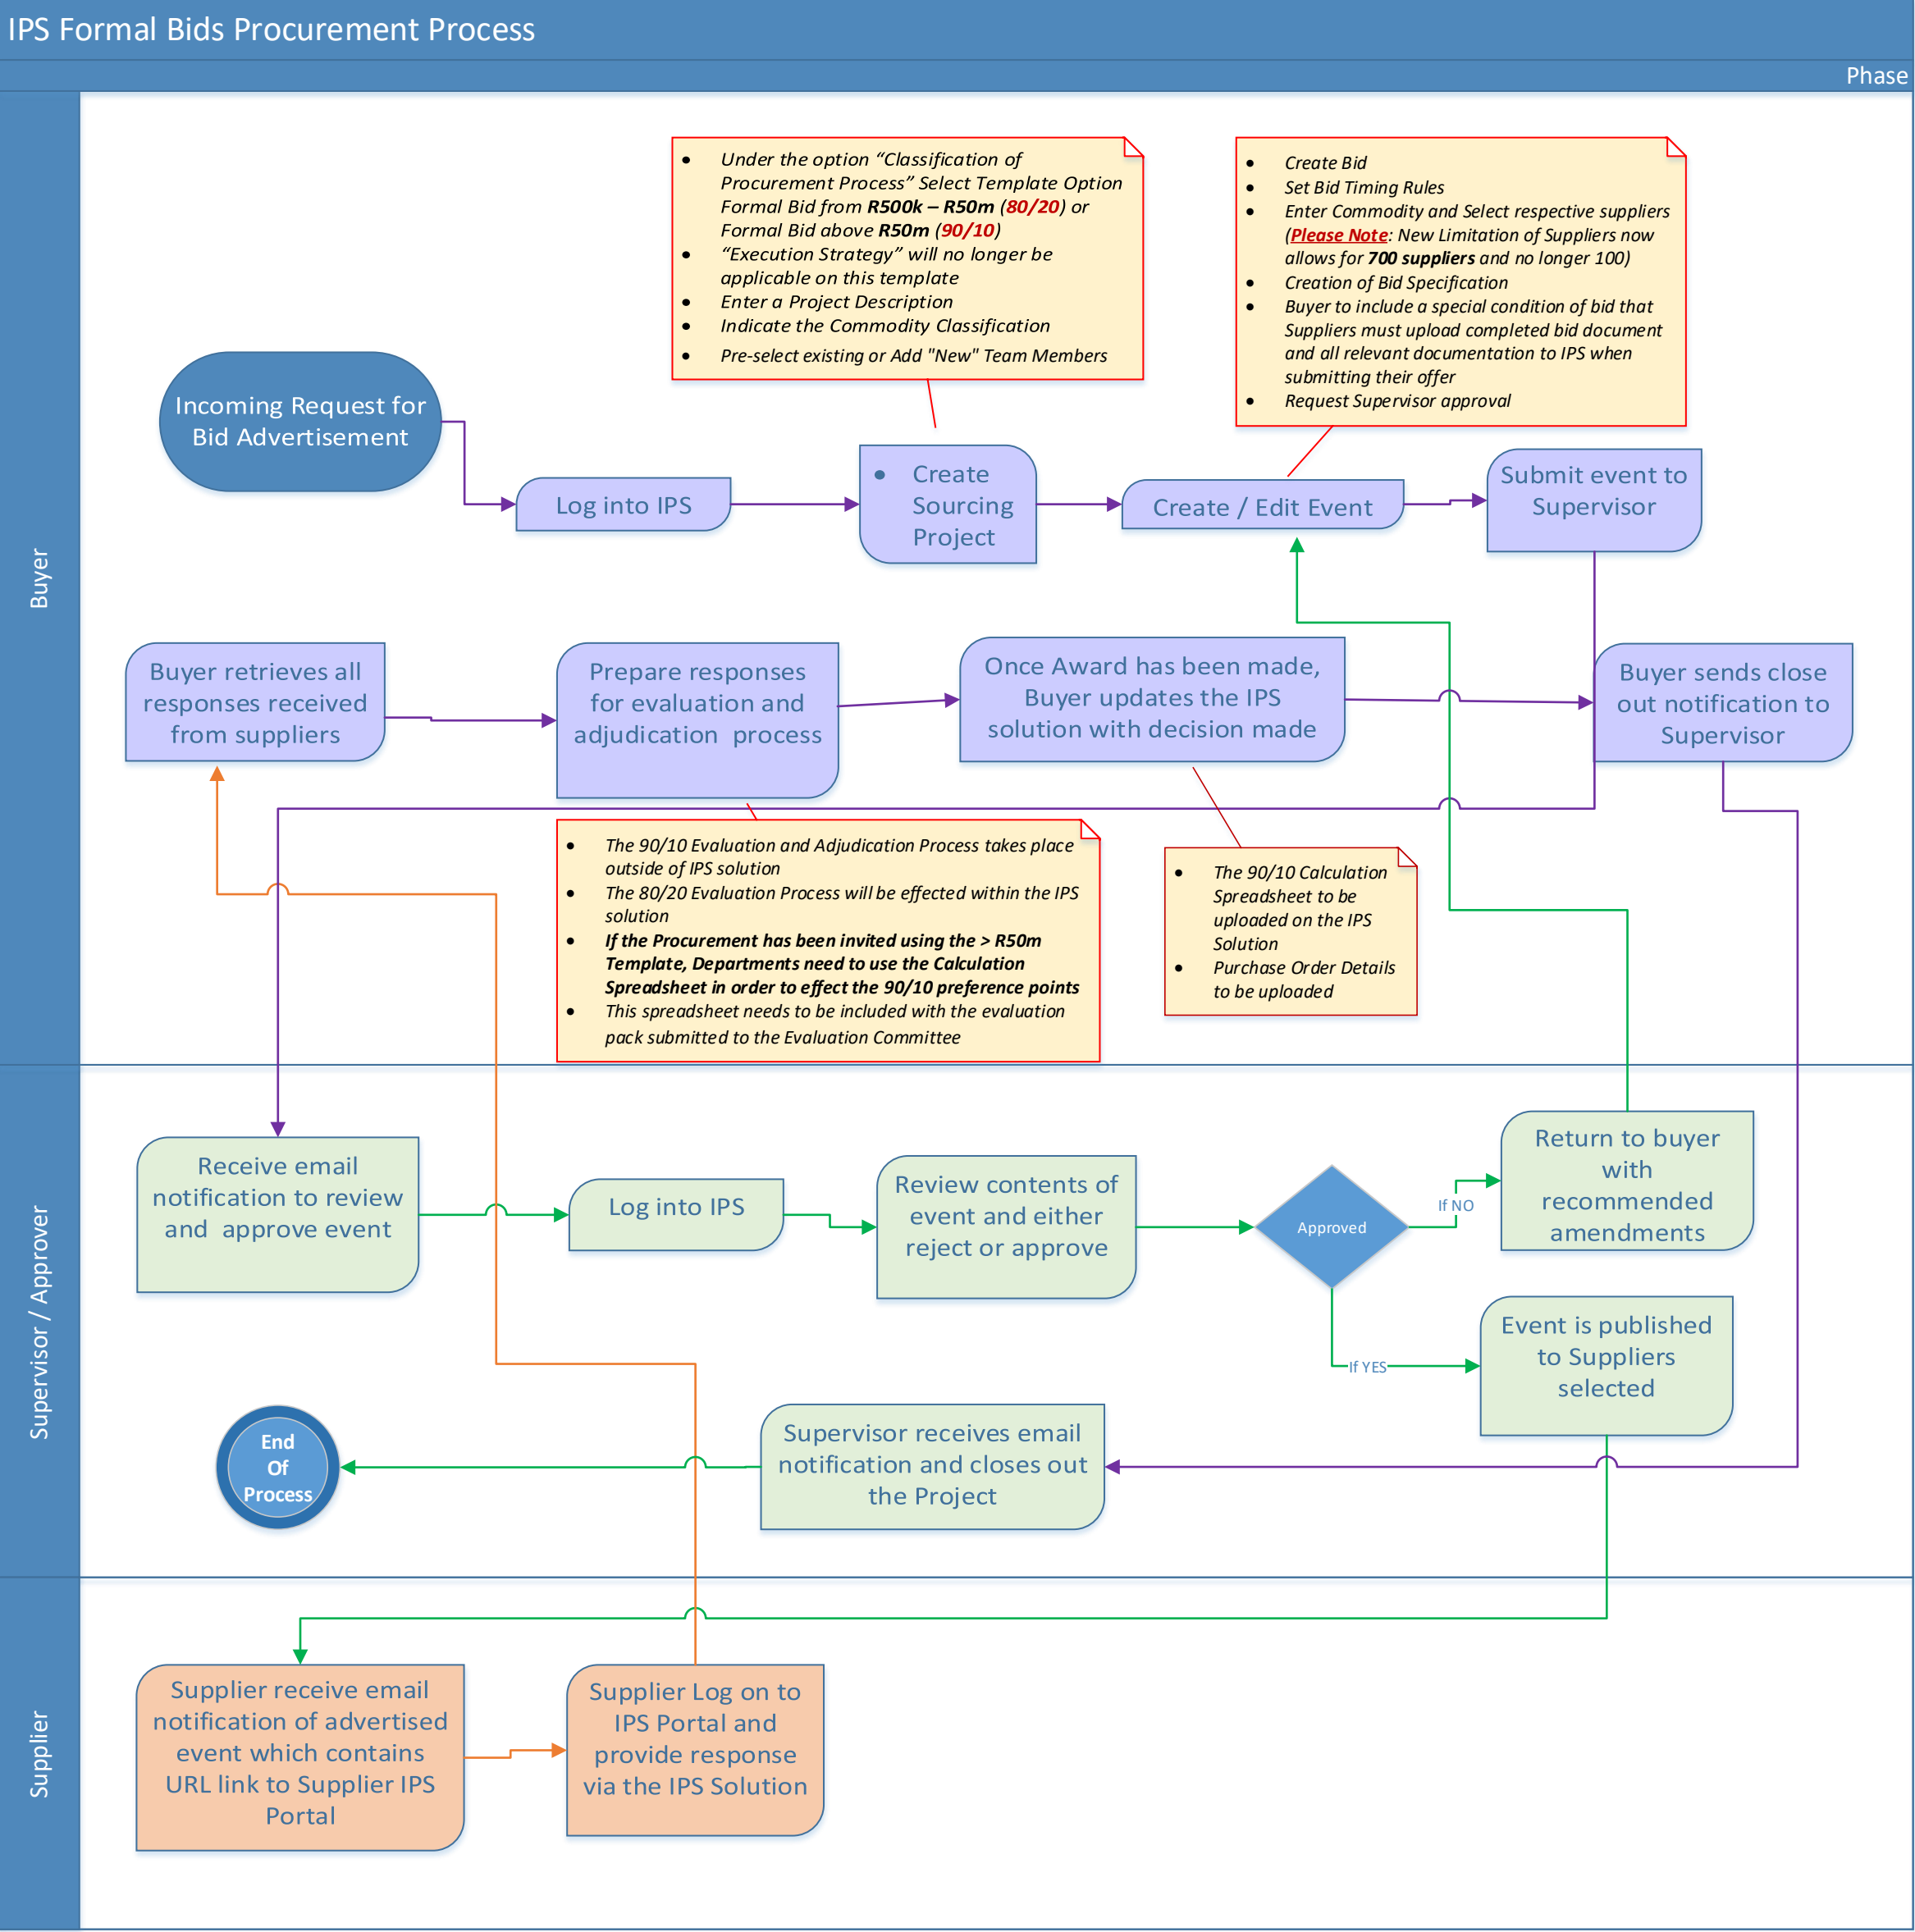 IPS Formal Bids Procurement Process
Phase
Buyer
• Under the option “Classification of
Procurement Process” Select Template Option
Formal Bid from R500k – R50m (80/20) or
Formal Bid above R50m (90/10)
• “Execution Strategy” will no longer be
applicable on this template
• Enter a Project Description
• Indicate the Commodity Classification
• Pre-select existing or Add "New" Team Members
• Create Bid
• Set Bid Timing Rules
• Enter Commodity and Select respective suppliers
(Please Note: New Limitation of Suppliers now
allows for 700 suppliers and no longer 100)
• Creation of Bid Specification
• Buyer to include a special condition of bid that
Suppliers must upload completed bid document
and all relevant documentation to IPS when
submitting their offer
• Request Supervisor approval
Incoming Request for
Bid Advertisement
Log into IPS
• Create
Sourcing
Project
Create / Edit Event
Submit event to
Supervisor
Buyer retrieves all
responses received
from suppliers
Prepare responses
for evaluation and
adjudication process
Once Award has been made,
Buyer updates the IPS
solution with decision made
Buyer sends close
out notification to
Supervisor
• The 90/10 Evaluation and Adjudication Process takes place
outside of IPS solution
• The 80/20 Evaluation Process will be effected within the IPS
solution
• If the Procurement has been invited using the > R50m
Template, Departments need to use the Calculation
Spreadsheet in order to effect the 90/10 preference points
• This spreadsheet needs to be included with the evaluation
pack submitted to the Evaluation Committee
• The 90/10 Calculation
Spreadsheet to be
uploaded on the IPS
Solution
• Purchase Order Details
to be uploaded
Supervisor / Approver
Receive email
notification to review
and approve event
Log into IPS
Review contents of
event and either
reject or approve
Approved
If NO
Return to buyer
with
recommended
amendments
If YES
Event is published
to Suppliers
selected
Supervisor receives email
notification and closes out
the Project
End
Of
Process
Supplier
Supplier receive email
notification of advertised
event which contains
URL link to Supplier IPS
Portal
Supplier Log on to
IPS Portal and
provide response
via the IPS Solution